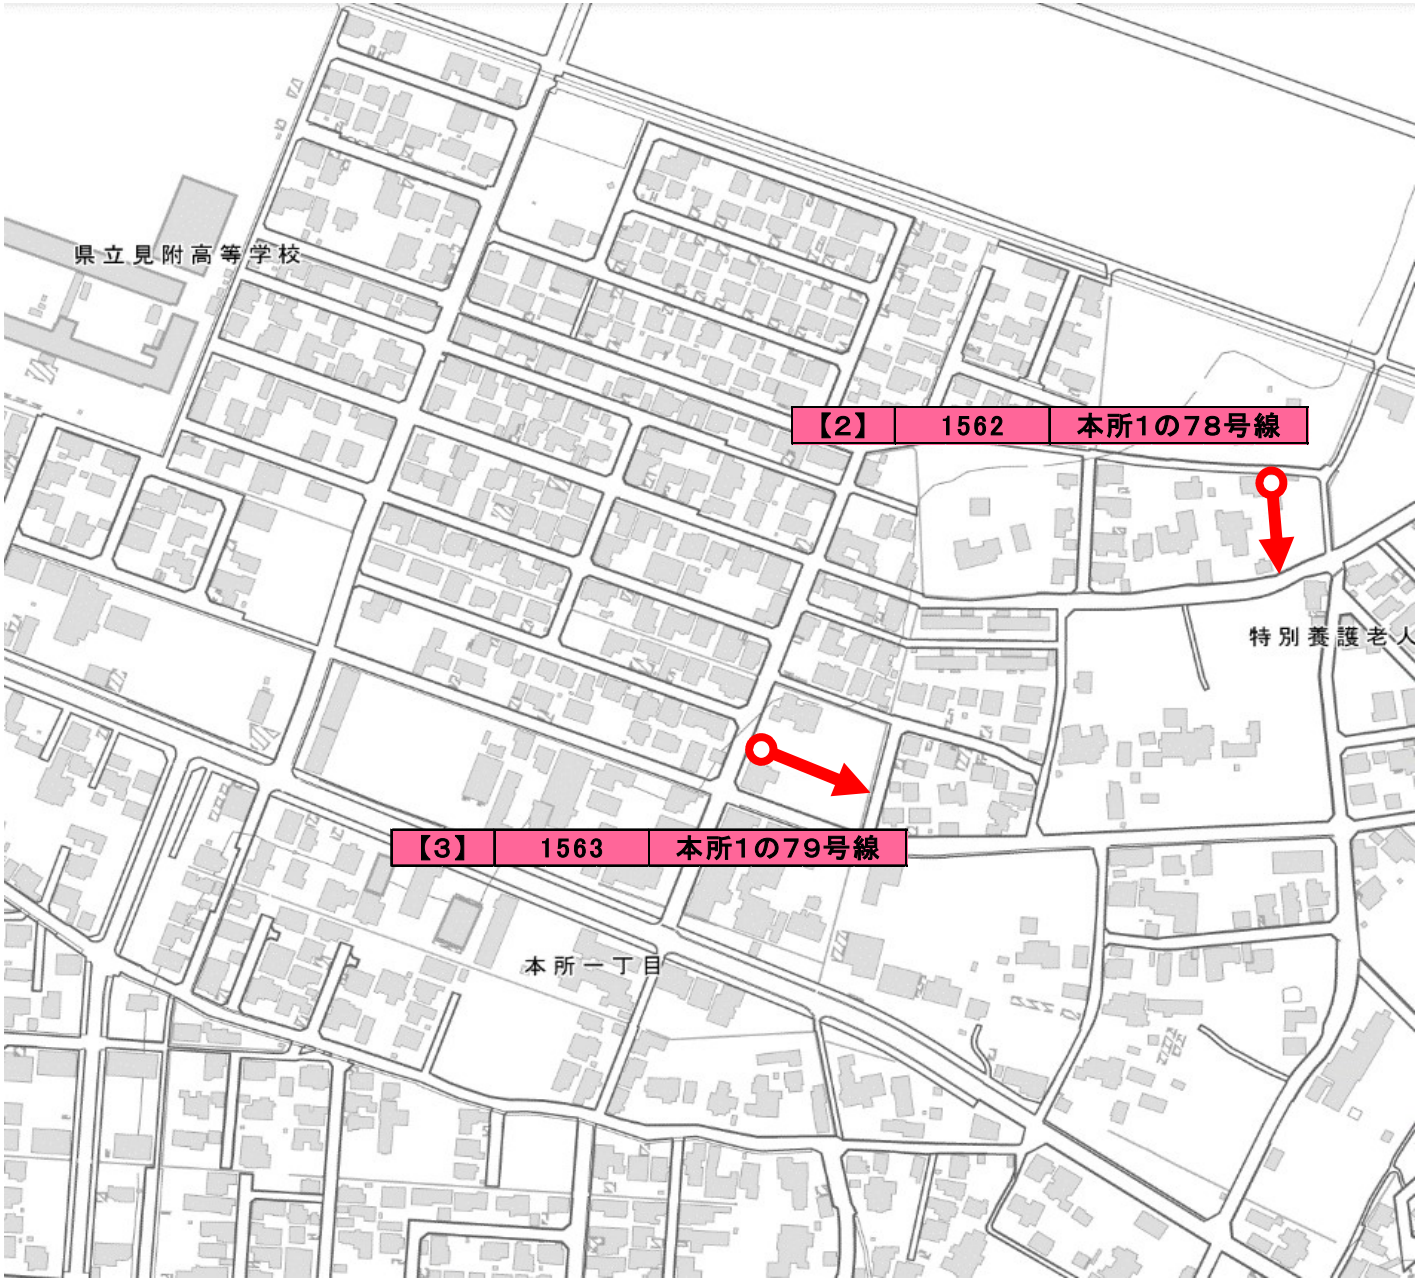 県立見附高等学校
【2】 1562 本所1の78号線
特別養護老人
【3】 1563 本所1の79号線
本所一丁目